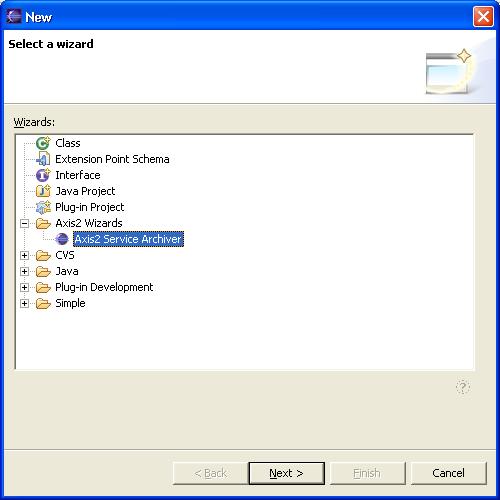 New
Select a wizard
Wizards:
Class
Extension Point Schema
Interface
Java Project
Plug-in Project
Axis2 Wizards
Axis2 Service Archiver
CVS
Java
Plug-in Development
Simple
?
< Back Next > Finish Cancel